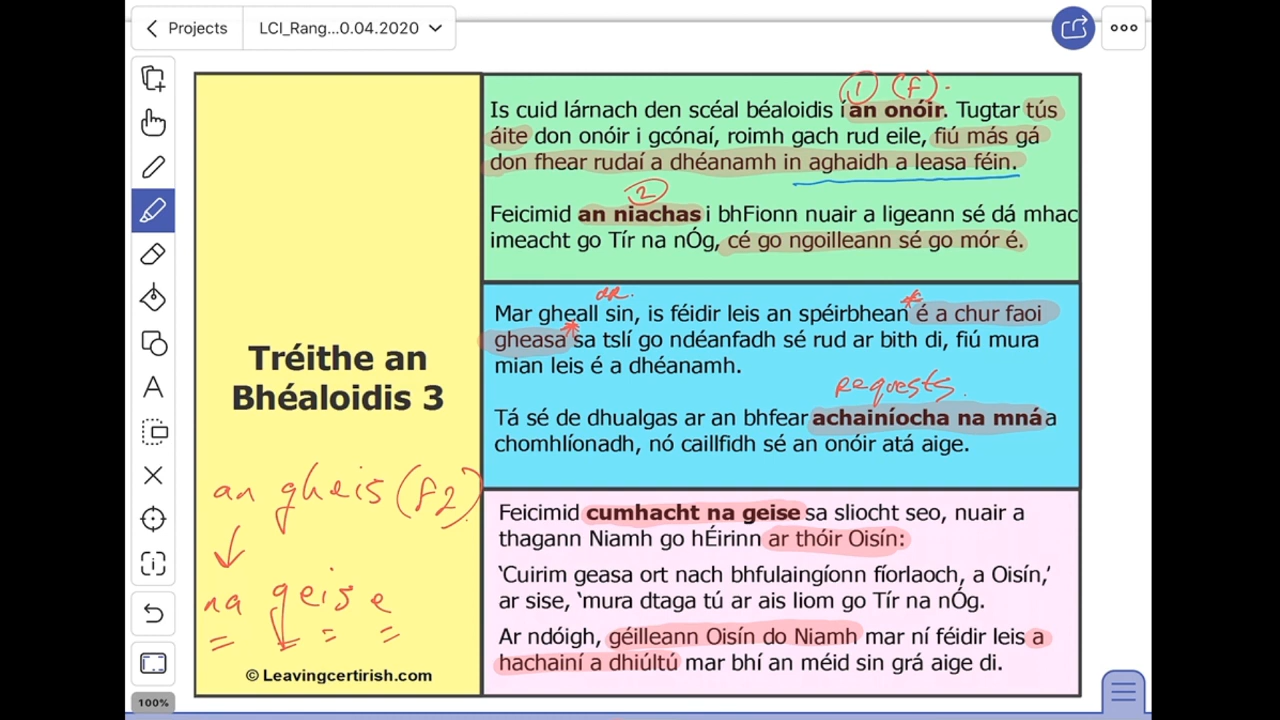 Projects
LCI_Rang...0.04.2020
Tréithe an
Bhéaloidis 3
an gheis (f2)
na geise
© Leavingcertirish.com
100%
1 (f).
Is cuid lárnach den scéal béaloidis í an onóir. Tugtar tús
áite don onóir i gcónaí, roimh gach rud eile, fiú más gá
don fhear rudaí a dhéanamh in aghaidh a leasa féin.
2
Feicimid an niachas i bhFionn nuair a ligeann sé dá mhac
imeacht go Tír na nÓg, cé go ngoilleann sé go mór é.
Mar gheall sin, is féidir leis an spéirbhean é a chur faoi
gheasa sa tslí go ndéanfadh sé rud ar bith di, fiú mura
mian leis é a dhéanamh.
requests.
Tá sé de dhualgas ar an bhfear achainíocha na mná a
chomhlíonadh, nó caillfidh sé an onóir atá aige.
Feicimid cumhacht na geise sa sliocht seo, nuair a
thagann Niamh go hÉirinn ar thóir Oisín:
‘Cuirim geasa ort nach bhfulaingíonn fíorlaoch, a Oisín,’
ar sise, ‘mura dtaga tú ar ais liom go Tír na nÓg.
Ar ndóigh, géilleann Oisín do Niamh mar ní féidir leis a
hachainí a dhiúltú mar bhí an méid sin grá aige di.